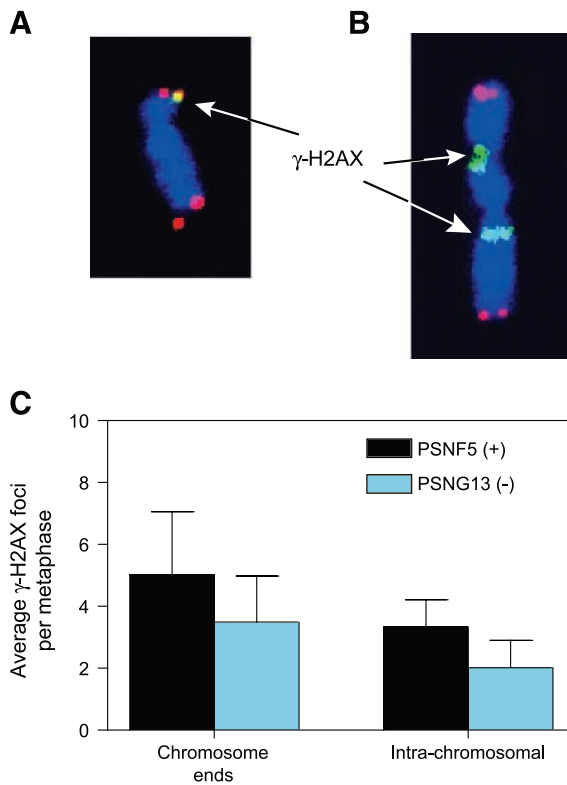 A
B
γ-H2AX
C
Average γ-H2AX foci
per metaphase
10
8
6
4
2
0
PSNF5 (+)
PSNG13 (-)
Chromosome
ends
Intra-chromosomal